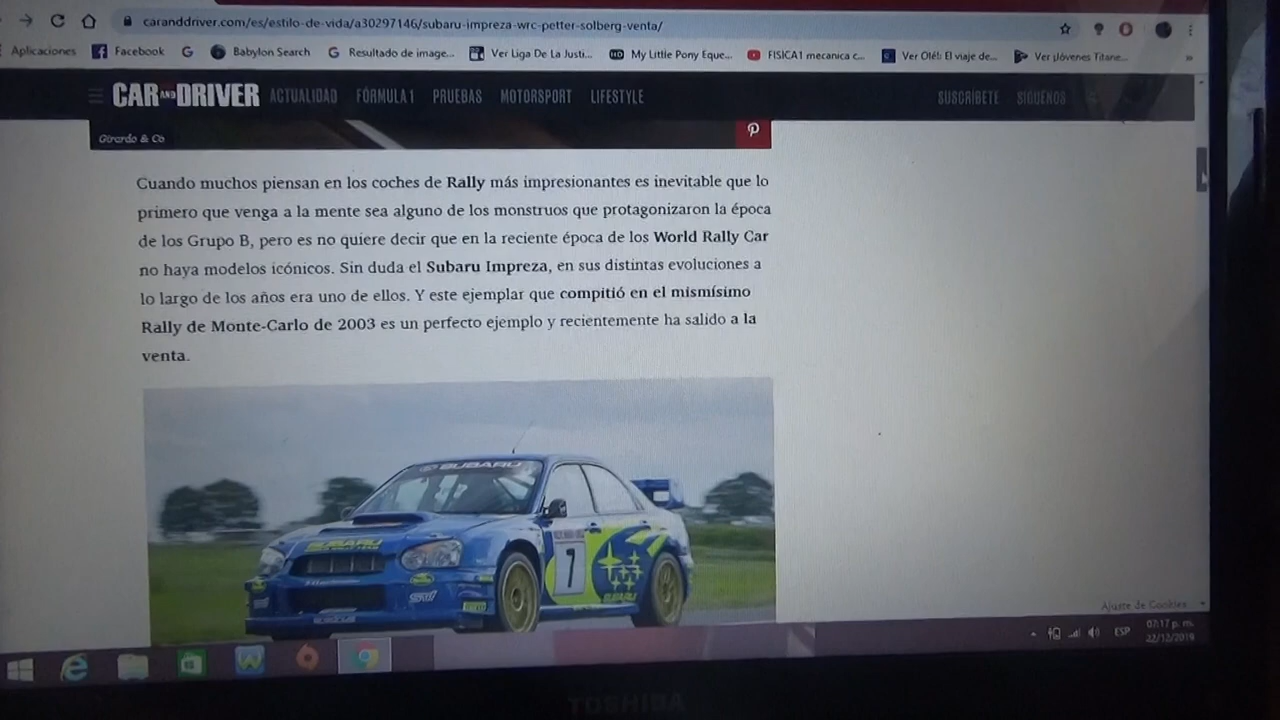 caranddriver.com/es/estilo-de-vida/a30297146/subaru-impreza-wrc-petter-solberg-venta/
Aplicaciones Facebook Babylon Search Resultado de image... Ver Liga De La Justi... My Little Pony Eque... FISICA1 mecanica c... Ver Olé!: El viaje de... Ver ¡Jóvenes Titane... »
CAR AND DRIVER ACTUALIDAD FÓRMULA 1 PRUEBAS MOTORSPORT LIFESTYLE SUSCRÍBETE SÍGUENOS
Girardo & Co
Cuando muchos piensan en los coches de Rally más impresionantes es inevitable que lo
primero que venga a la mente sea alguno de los monstruos que protagonizaron la época
de los Grupo B, pero es no quiere decir que en la reciente época de los World Rally Car
no haya modelos icónicos. Sin duda el Subaru Impreza, en sus distintas evoluciones a
lo largo de los años era uno de ellos. Y este ejemplar que compitió en el mismísimo
Rally de Monte-Carlo de 2003 es un perfecto ejemplo y recientemente ha salido a la
venta.
SUBARU
SUBARU
7
STI
SUBARU
Ajuste de Cookies
ESP 07:17 p. m.
22/12/2019
TOSHIBA